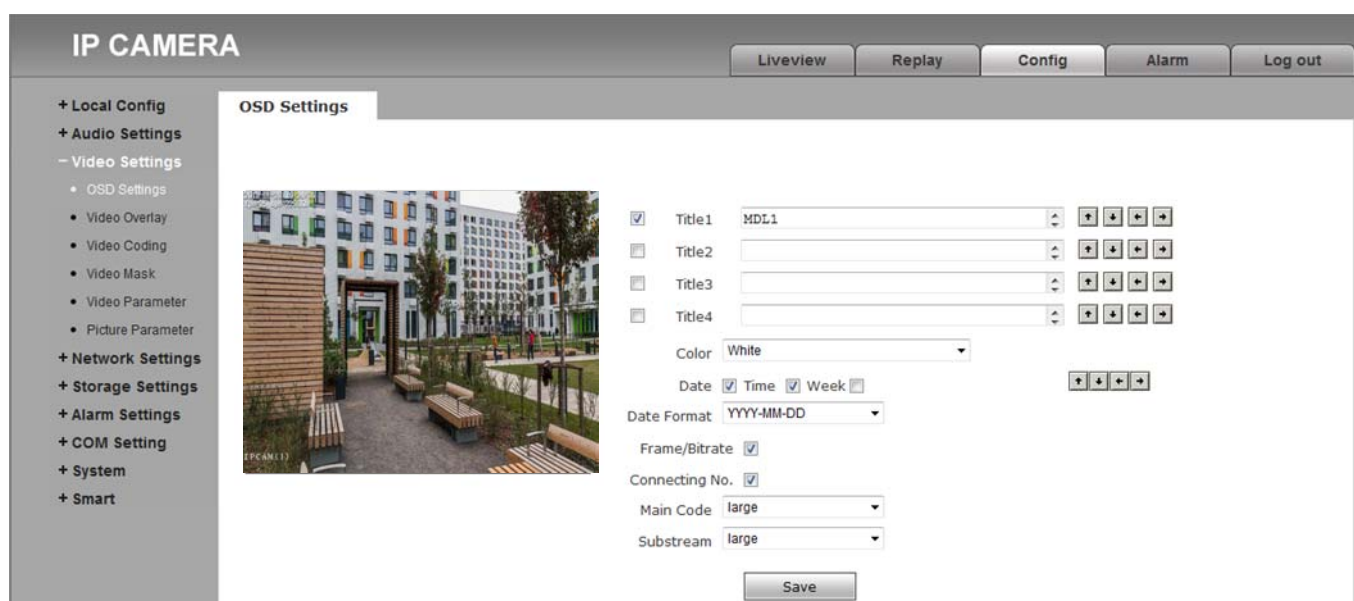 IP CAMERA
Liveview Replay Config Alarm Log out
+ Local Config
+ Audio Settings
− Video Settings
• OSD Settings
• Video Overlay
• Video Coding
• Video Mask
• Video Parameter
• Picture Parameter
+ Network Settings
+ Storage Settings
+ Alarm Settings
+ COM Setting
+ System
+ Smart
OSD Settings
IPCAM(1)
Title1 MDL1
Title2
Title3
Title4
Color White
Date Time Week
Date Format YYYY-MM-DD
Frame/Bitrate
Connecting No.
Main Code large
Substream large
Save